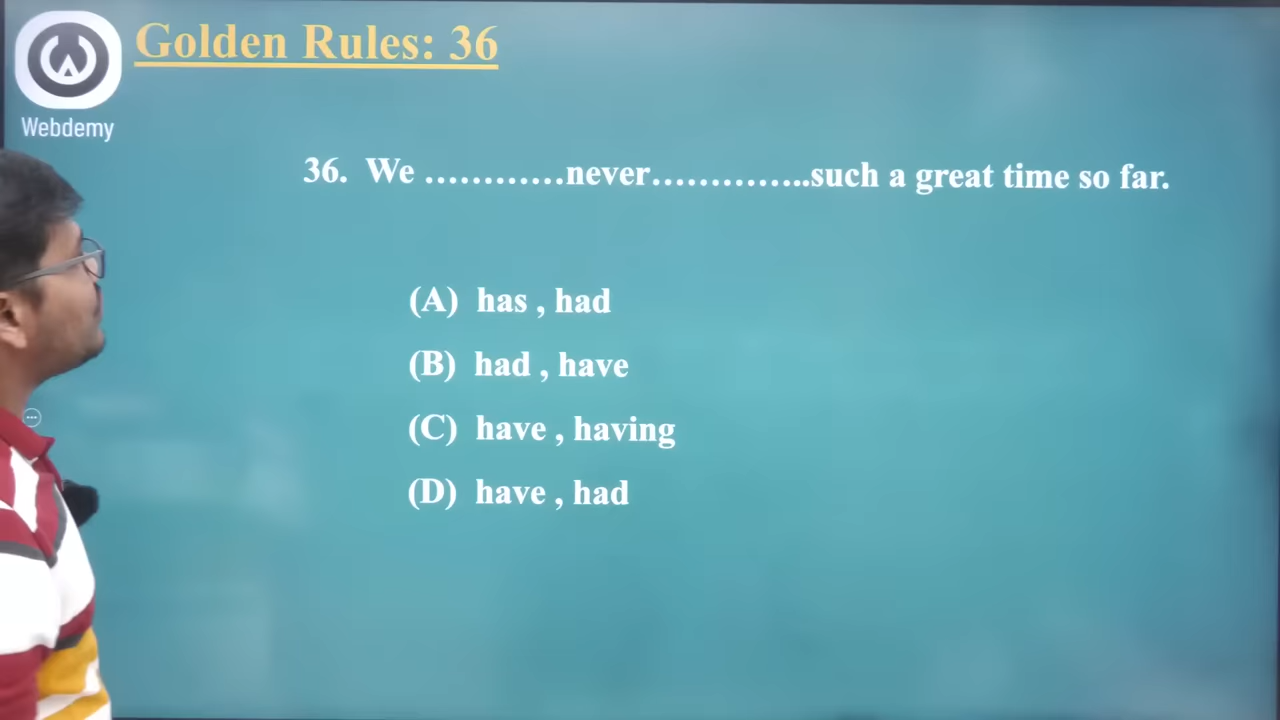 Golden Rules: 36
Webdemy
36. We ............never..............such a great time so far.
(A) has , had
(B) had , have
(C) have , having
(D) have , had